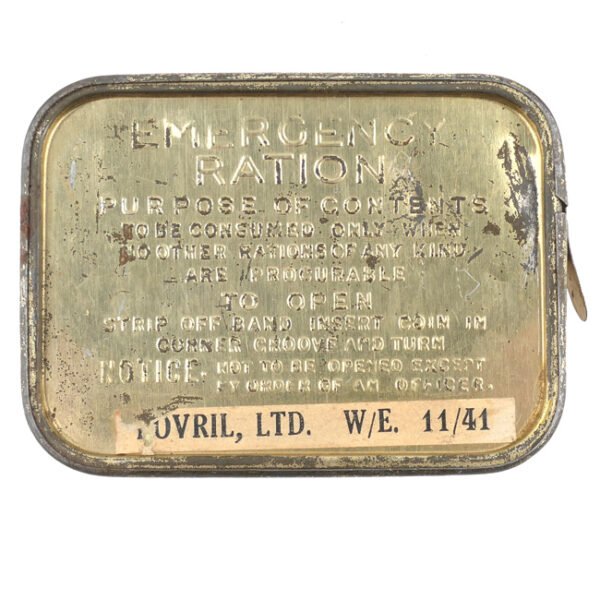 EMERGENCY
RATION
PURPOSE OF CONTENTS
TO BE CONSUMED ONLY WHEN
NO OTHER RATIONS OF ANY KIND
ARE PROCURABLE
TO OPEN
STRIP OFF BAND INSERT COIN IN
CORNER GROOVE AND TURN
NOTICE. NOT TO BE OPENED EXCEPT
BY ORDER OF AN OFFICER.
BOVRIL, LTD. W/E. 11/41